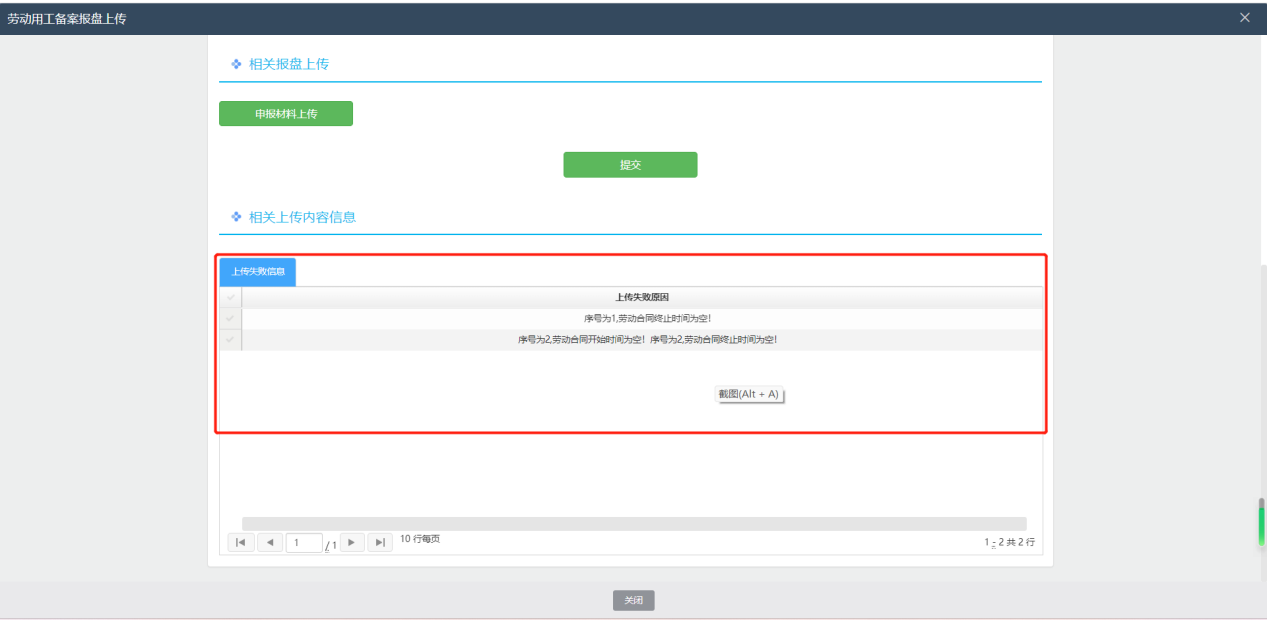 劳动用工备案报盘上传
相关报盘上传
申报材料上传
提交
相关上传内容信息
上传失败信息
上传失败原因
序号为1,劳动合同终止时间为空!
序号为2,劳动合同开始时间为空! 序号为2,劳动合同终止时间为空!
截图(Alt + A)
1 / 1 10 行每页 1 - 2 共 2 行
关闭